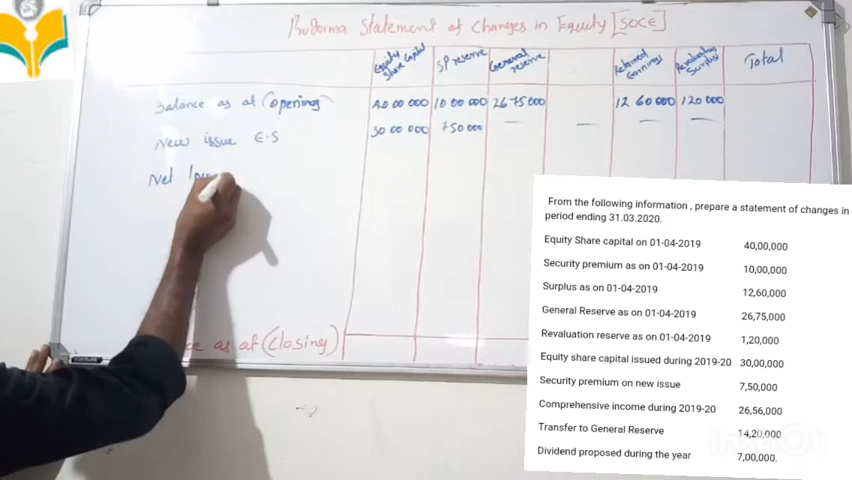 Proforma Statement of Changes in Equity [SOCE]
Equity Share Capital SP reserve General reserve Retained Earnings Revaluation Surplus Total
Balance as at (opening) 40 00 000 10 00 000 26 75 000 12 60 000 120 000
New issue E.S 30 00 000 7 50 000 — — — —
Net
as at (closing)
From the following information , prepare a statement of changes in
period ending 31.03.2020.
Equity Share capital on 01-04-2019 40,00,000
Security premium as on 01-04-2019 10,00,000
Surplus as on 01-04-2019 12,60,000
General Reserve as on 01-04-2019 26,75,000
Revaluation reserve as on 01-04-2019 1,20,000
Equity share capital issued during 2019-20 30,00,000
Security premium on new issue 7,50,000
Comprehensive income during 2019-20 26,56,000
Transfer to General Reserve 14,20,000
Dividend proposed during the year 7,00,000.